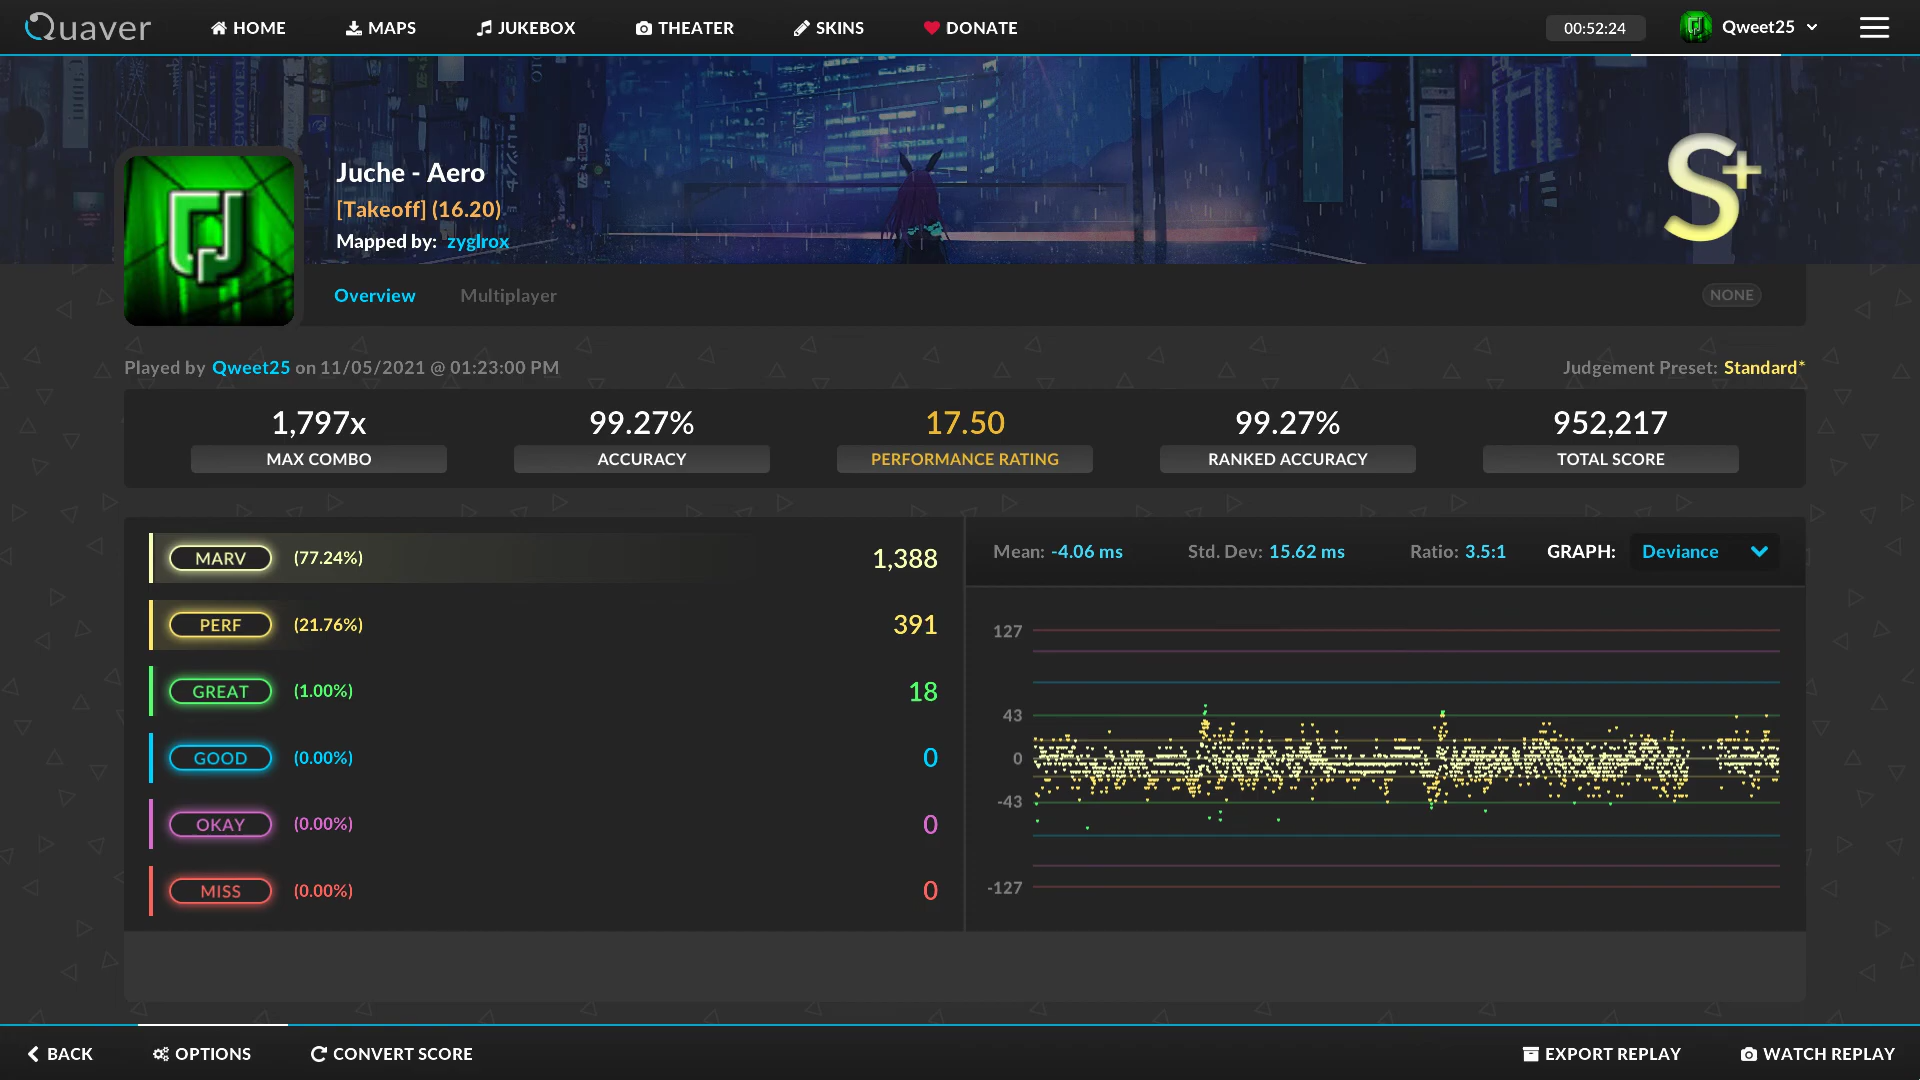 Quaver HOME MAPS JUKEBOX THEATER SKINS DONATE 00:52:24 Qweet25
Juche - Aero
[Takeoff] (16.20)
Mapped by: zyglrox
S+
Overview Multiplayer NONE
Played by Qweet25 on 11/05/2021 @ 01:23:00 PM Judgement Preset: Standard*
1,797x 99.27% 17.50 99.27% 952,217
MAX COMBO ACCURACY PERFORMANCE RATING RANKED ACCURACY TOTAL SCORE
MARV (77.24%) 1,388
PERF (21.76%) 391
GREAT (1.00%) 18
GOOD (0.00%) 0
OKAY (0.00%) 0
MISS (0.00%) 0
Mean: -4.06 ms Std. Dev: 15.62 ms Ratio: 3.5:1 GRAPH: Deviance
127
43
0
-43
-127
BACK OPTIONS CONVERT SCORE EXPORT REPLAY WATCH REPLAY